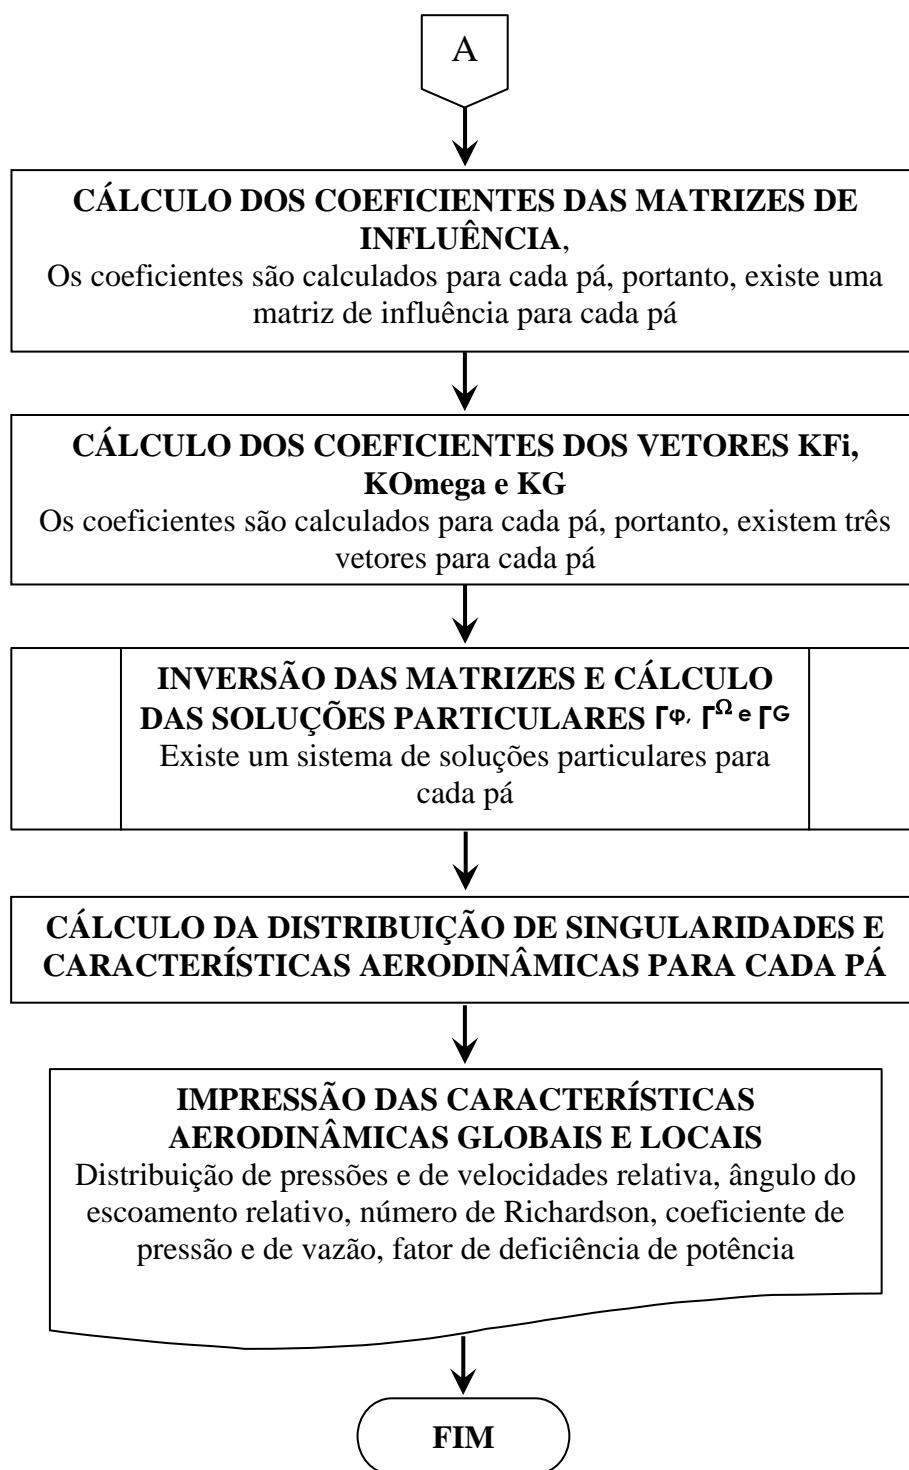 A
CÁLCULO DOS COEFICIENTES DAS MATRIZES DE
INFLUÊNCIA,
Os coeficientes são calculados para cada pá, portanto, existe uma
matriz de influência para cada pá
CÁLCULO DOS COEFICIENTES DOS VETORES KFi,
KOmega e KG
Os coeficientes são calculados para cada pá, portanto, existem três
vetores para cada pá
INVERSÃO DAS MATRIZES E CÁLCULO
DAS SOLUÇÕES PARTICULARES Γᵠ, Γ^Ω e Γ^G
Existe um sistema de soluções particulares para
cada pá
CÁLCULO DA DISTRIBUIÇÃO DE SINGULARIDADES E
CARACTERÍSTICAS AERODINÂMICAS PARA CADA PÁ
IMPRESSÃO DAS CARACTERÍSTICAS
AERODINÂMICAS GLOBAIS E LOCAIS
Distribuição de pressões e de velocidades relativa, ângulo do
escoamento relativo, número de Richardson, coeficiente de
pressão e de vazão, fator de deficiência de potência
FIM